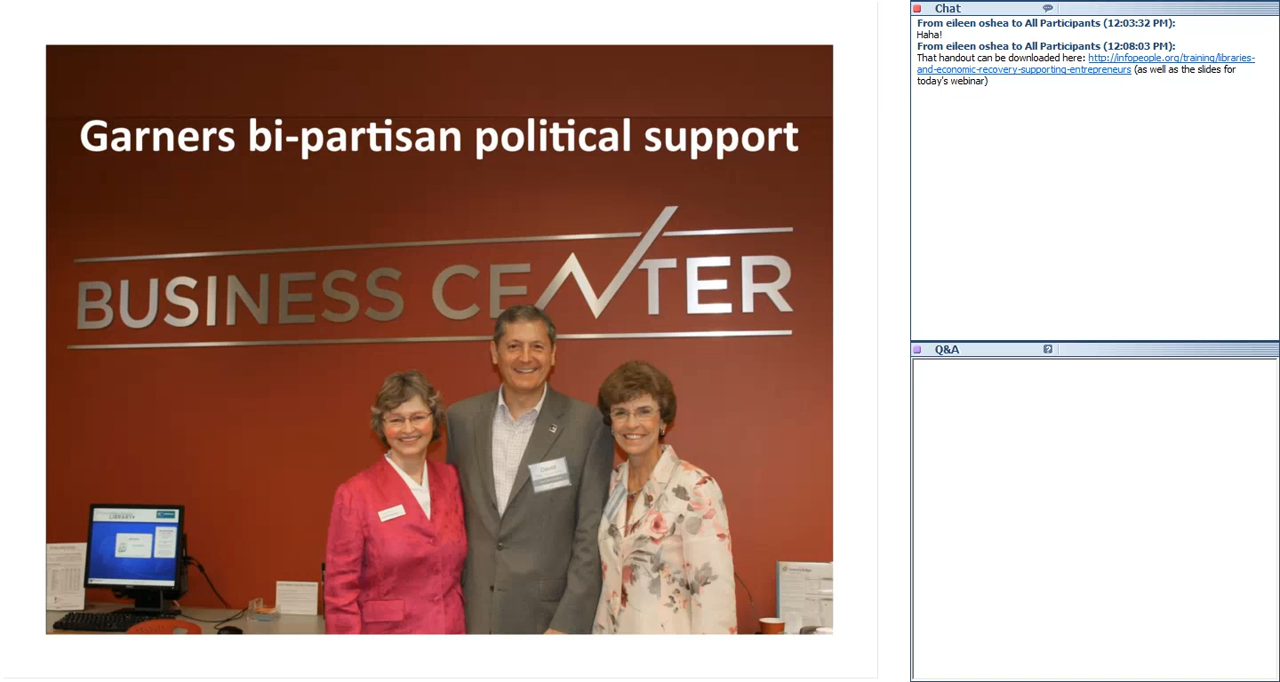 Garners bi-partisan political support
BUSINESS CENTER
LIBRARY
David
Chat
From eileen oshea to All Participants (12:03:32 PM):
Haha!
From eileen oshea to All Participants (12:08:03 PM):
That handout can be downloaded here: http://infopeople.org/training/libraries-
and-economic-recovery-supporting-entrepreneurs (as well as the slides for
today's webinar)
Q&A